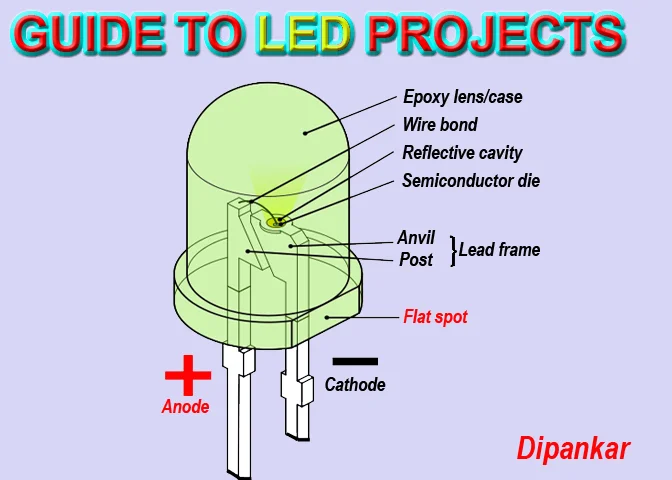 GUIDE TO LED PROJECTS
Epoxy lens/case
Wire bond
Reflective cavity
Semiconductor die
Anvil
Post
Lead frame
Flat spot
+
Anode
−
Cathode
Dipankar